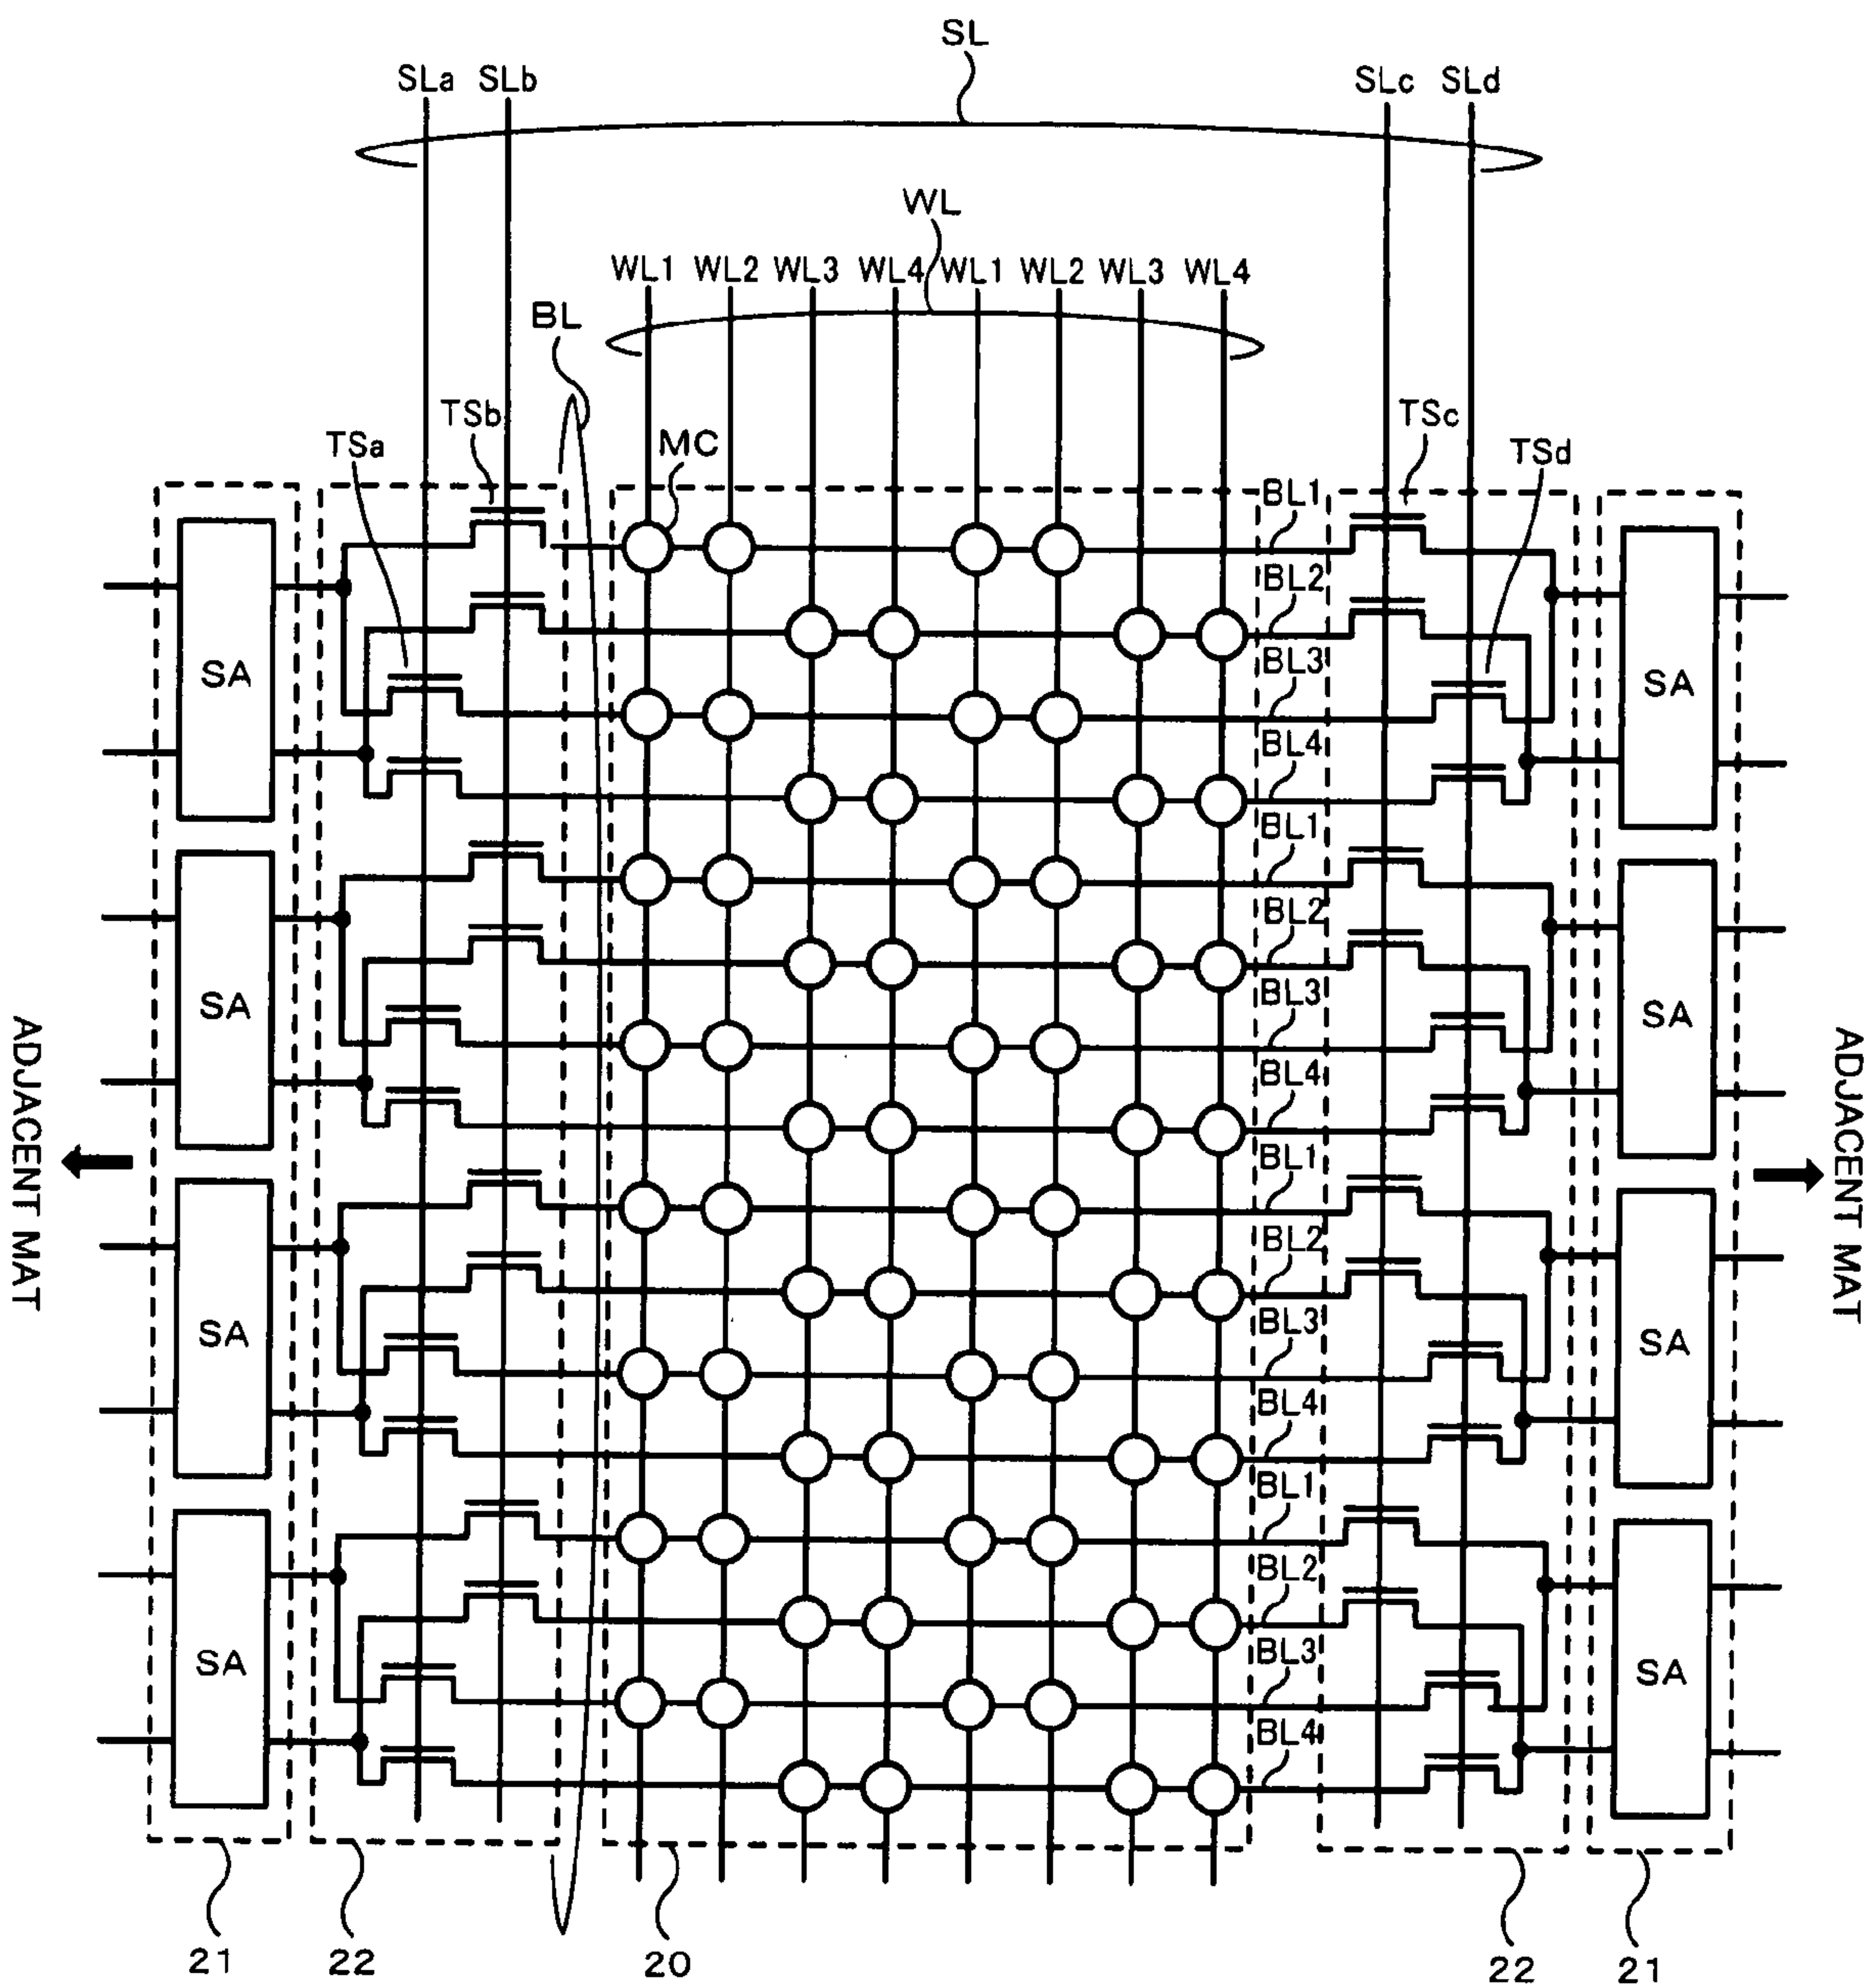 SL
SLa SLb SLc SLd
WL
WL1 WL2 WL3 WL4 WL1 WL2 WL3 WL4
BL
TSb TSc
TSa MC TSd
BL1
BL2
SA SA
BL3
BL4
BL1
BL2
SA SA
BL3
BL4
ADJACENT MAT ADJACENT MAT
BL1
BL2
SA SA
BL3
BL4
BL1
BL2
SA SA
BL3
BL4
21 22 20 22 21